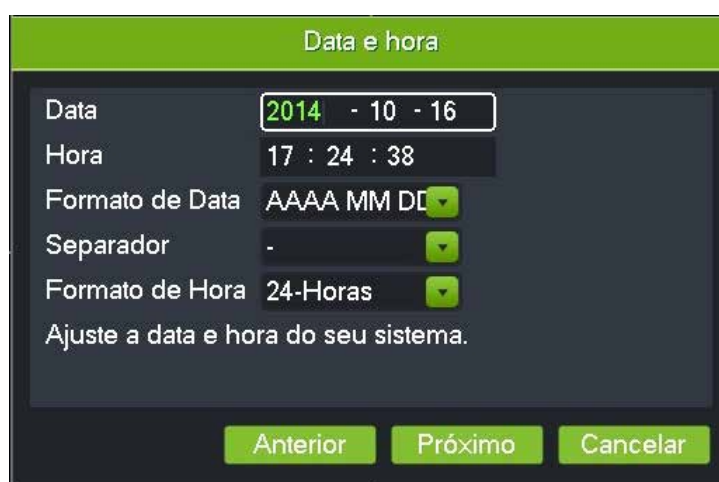 Data e hora
Data 2014 - 10 - 16
Hora 17 : 24 : 38
Formato de Data AAAA MM DD
Separador -
Formato de Hora 24-Horas
Ajuste a data e hora do seu sistema.
Anterior Próximo Cancelar